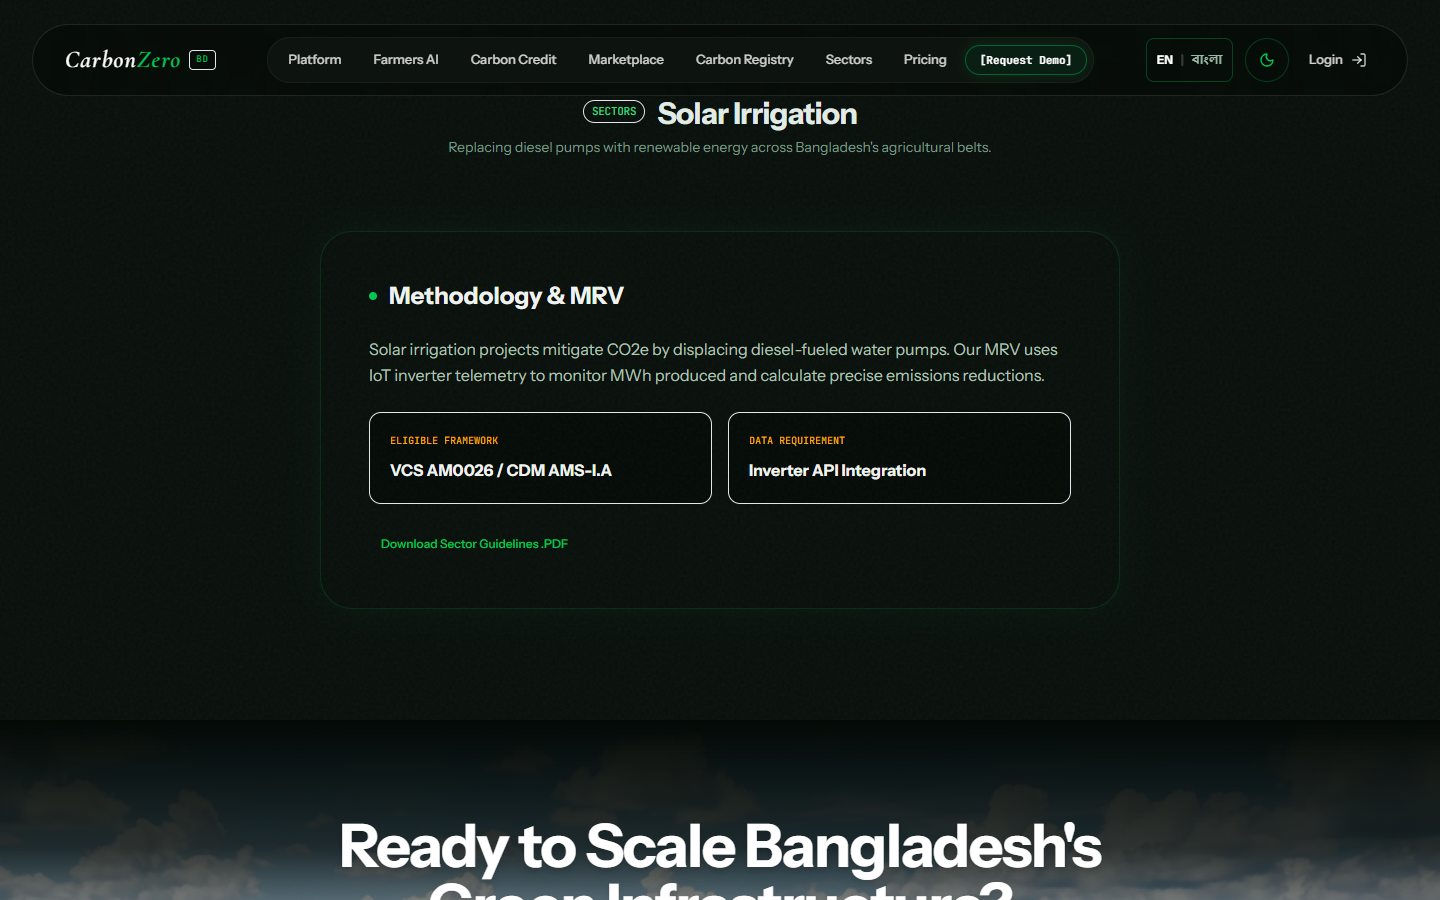 CarbonZero BD
Platform
Farmers AI
Carbon Credit
Marketplace
Carbon Registry
Sectors
Pricing
[Request Demo]
EN | বাংলা
Login
SECTORS Solar Irrigation
Replacing diesel pumps with renewable energy across Bangladesh's agricultural belts.
Methodology & MRV
Solar irrigation projects mitigate CO2e by displacing diesel-fueled water pumps. Our MRV uses
IoT inverter telemetry to monitor MWh produced and calculate precise emissions reductions.
ELIGIBLE FRAMEWORK
VCS AM0026 / CDM AMS-I.A
DATA REQUIREMENT
Inverter API Integration
Download Sector Guidelines .PDF
Ready to Scale Bangladesh's
Green Infrastructure?